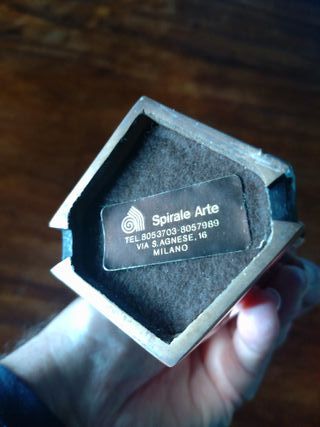 Spirale Arte
TEL 8053703-8057989
VIA S.AGNESE, 16
MILANO